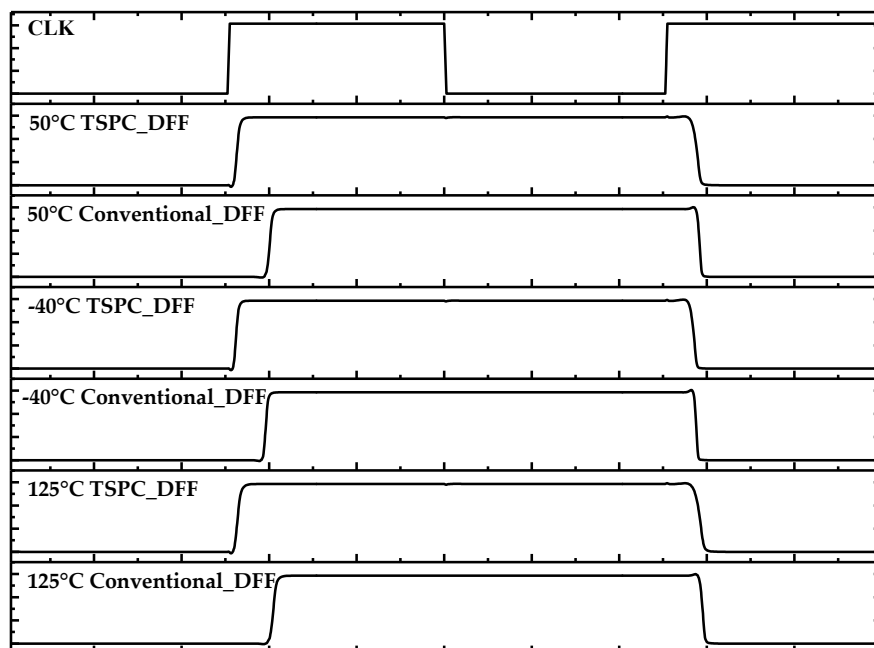 CLK
50°C TSPC_DFF
50°C Conventional_DFF
-40°C TSPC_DFF
-40°C Conventional_DFF
125°C TSPC_DFF
125°C Conventional_DFF